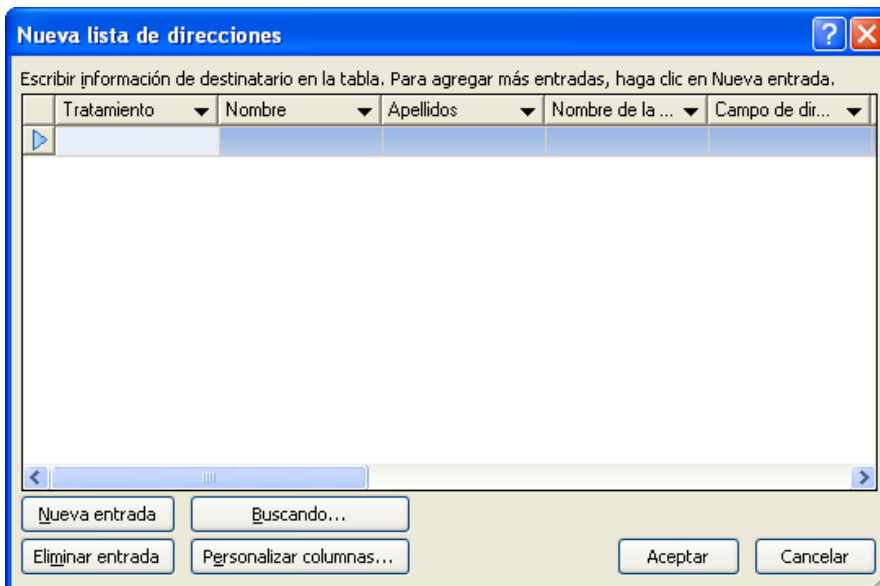 Nueva lista de direcciones
Escribir información de destinatario en la tabla. Para agregar más entradas, haga clic en Nueva entrada.
Tratamiento Nombre Apellidos Nombre de la ... Campo de dir...
Nueva entrada Buscando...
Eliminar entrada Personalizar columnas... Aceptar Cancelar